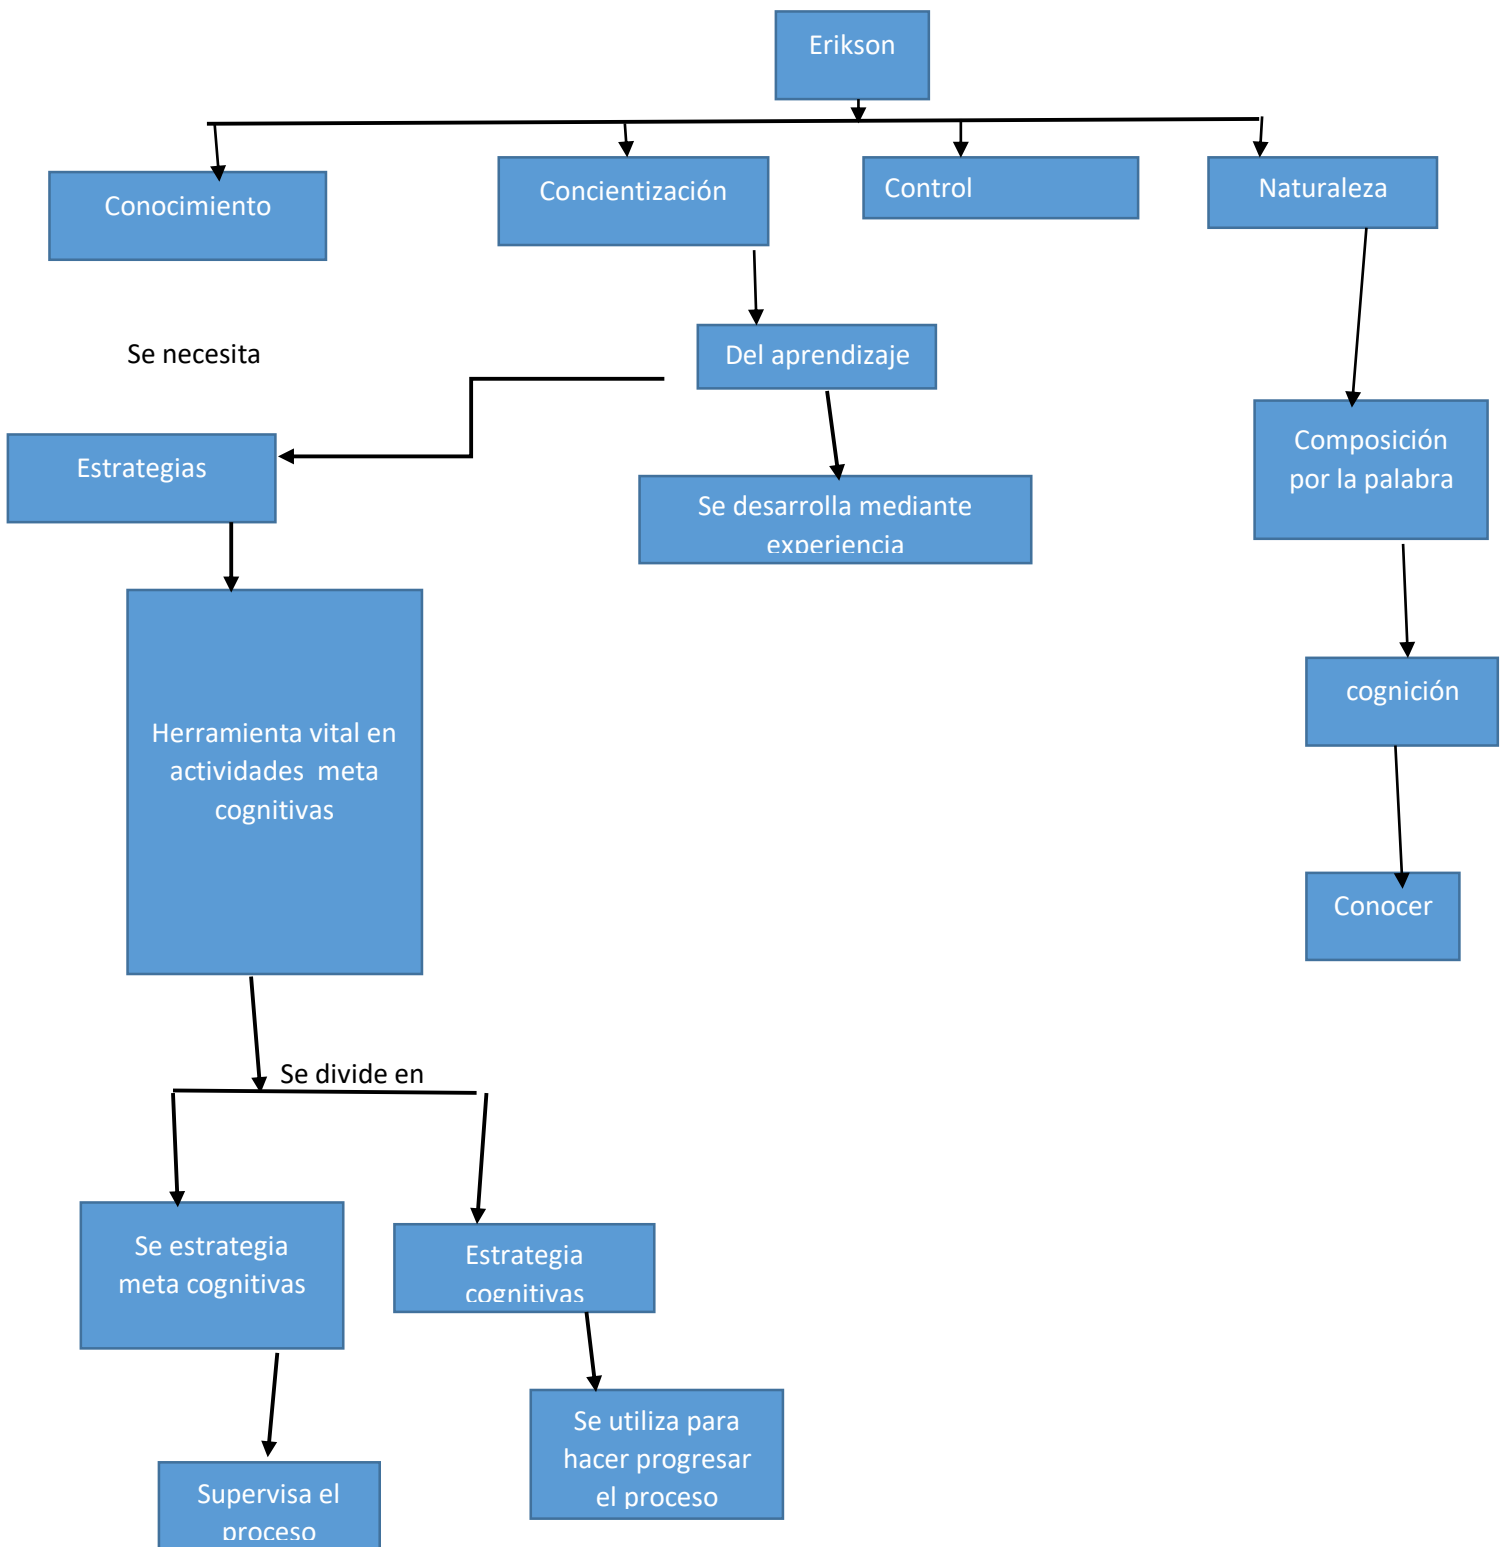 Erikson
Conocimiento
Concientización
Control
Naturaleza
Se necesita
Del aprendizaje
Estrategias
Se desarrolla mediante
experiencia
Composición
por la palabra
Herramienta vital en
actividades  meta
cognitivas
cognición
Conocer
Se divide en
Se estrategia
meta cognitivas
Estrategia
cognitivas
Se utiliza para
hacer progresar
el proceso
Supervisa el
proceso